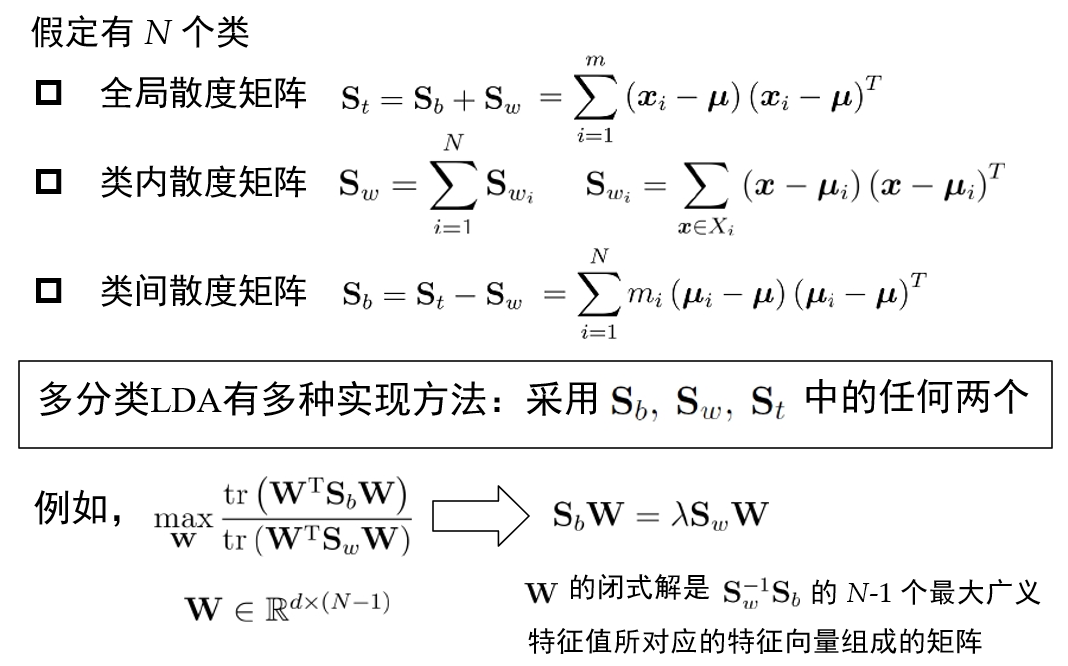 假定有 N 个类
全局散度矩阵 $\mathbf{S}_t = \mathbf{S}_b + \mathbf{S}_w = \sum_{i=1}^{m} (\boldsymbol{x}_i - \boldsymbol{\mu}) (\boldsymbol{x}_i - \boldsymbol{\mu})^T$
类内散度矩阵 $\mathbf{S}_w = \sum_{i=1}^{N} \mathbf{S}_{w_i}$ $\mathbf{S}_{w_i} = \sum_{\boldsymbol{x} \in X_i} (\boldsymbol{x} - \boldsymbol{\mu}_i) (\boldsymbol{x} - \boldsymbol{\mu}_i)^T$
类间散度矩阵 $\mathbf{S}_b = \mathbf{S}_t - \mathbf{S}_w = \sum_{i=1}^{N} m_i (\boldsymbol{\mu}_i - \boldsymbol{\mu}) (\boldsymbol{\mu}_i - \boldsymbol{\mu})^T$
多分类LDA有多种实现方法：采用 $\mathbf{S}_b, \mathbf{S}_w, \mathbf{S}_t$ 中的任何两个
例如， $\max_{\mathbf{W}} \frac{\mathrm{tr}(\mathbf{W}^{\mathrm{T}} \mathbf{S}_b \mathbf{W})}{\mathrm{tr}(\mathbf{W}^{\mathrm{T}} \mathbf{S}_w \mathbf{W})}$ $\mathbf{S}_b \mathbf{W} = \lambda \mathbf{S}_w \mathbf{W}$
$\mathbf{W} \in \mathbb{R}^{d \times (N-1)}$
$\mathbf{W}$ 的闭式解是 $\mathbf{S}_w^{-1} \mathbf{S}_b$ 的 N-1 个最大广义
特征值所对应的特征向量组成的矩阵